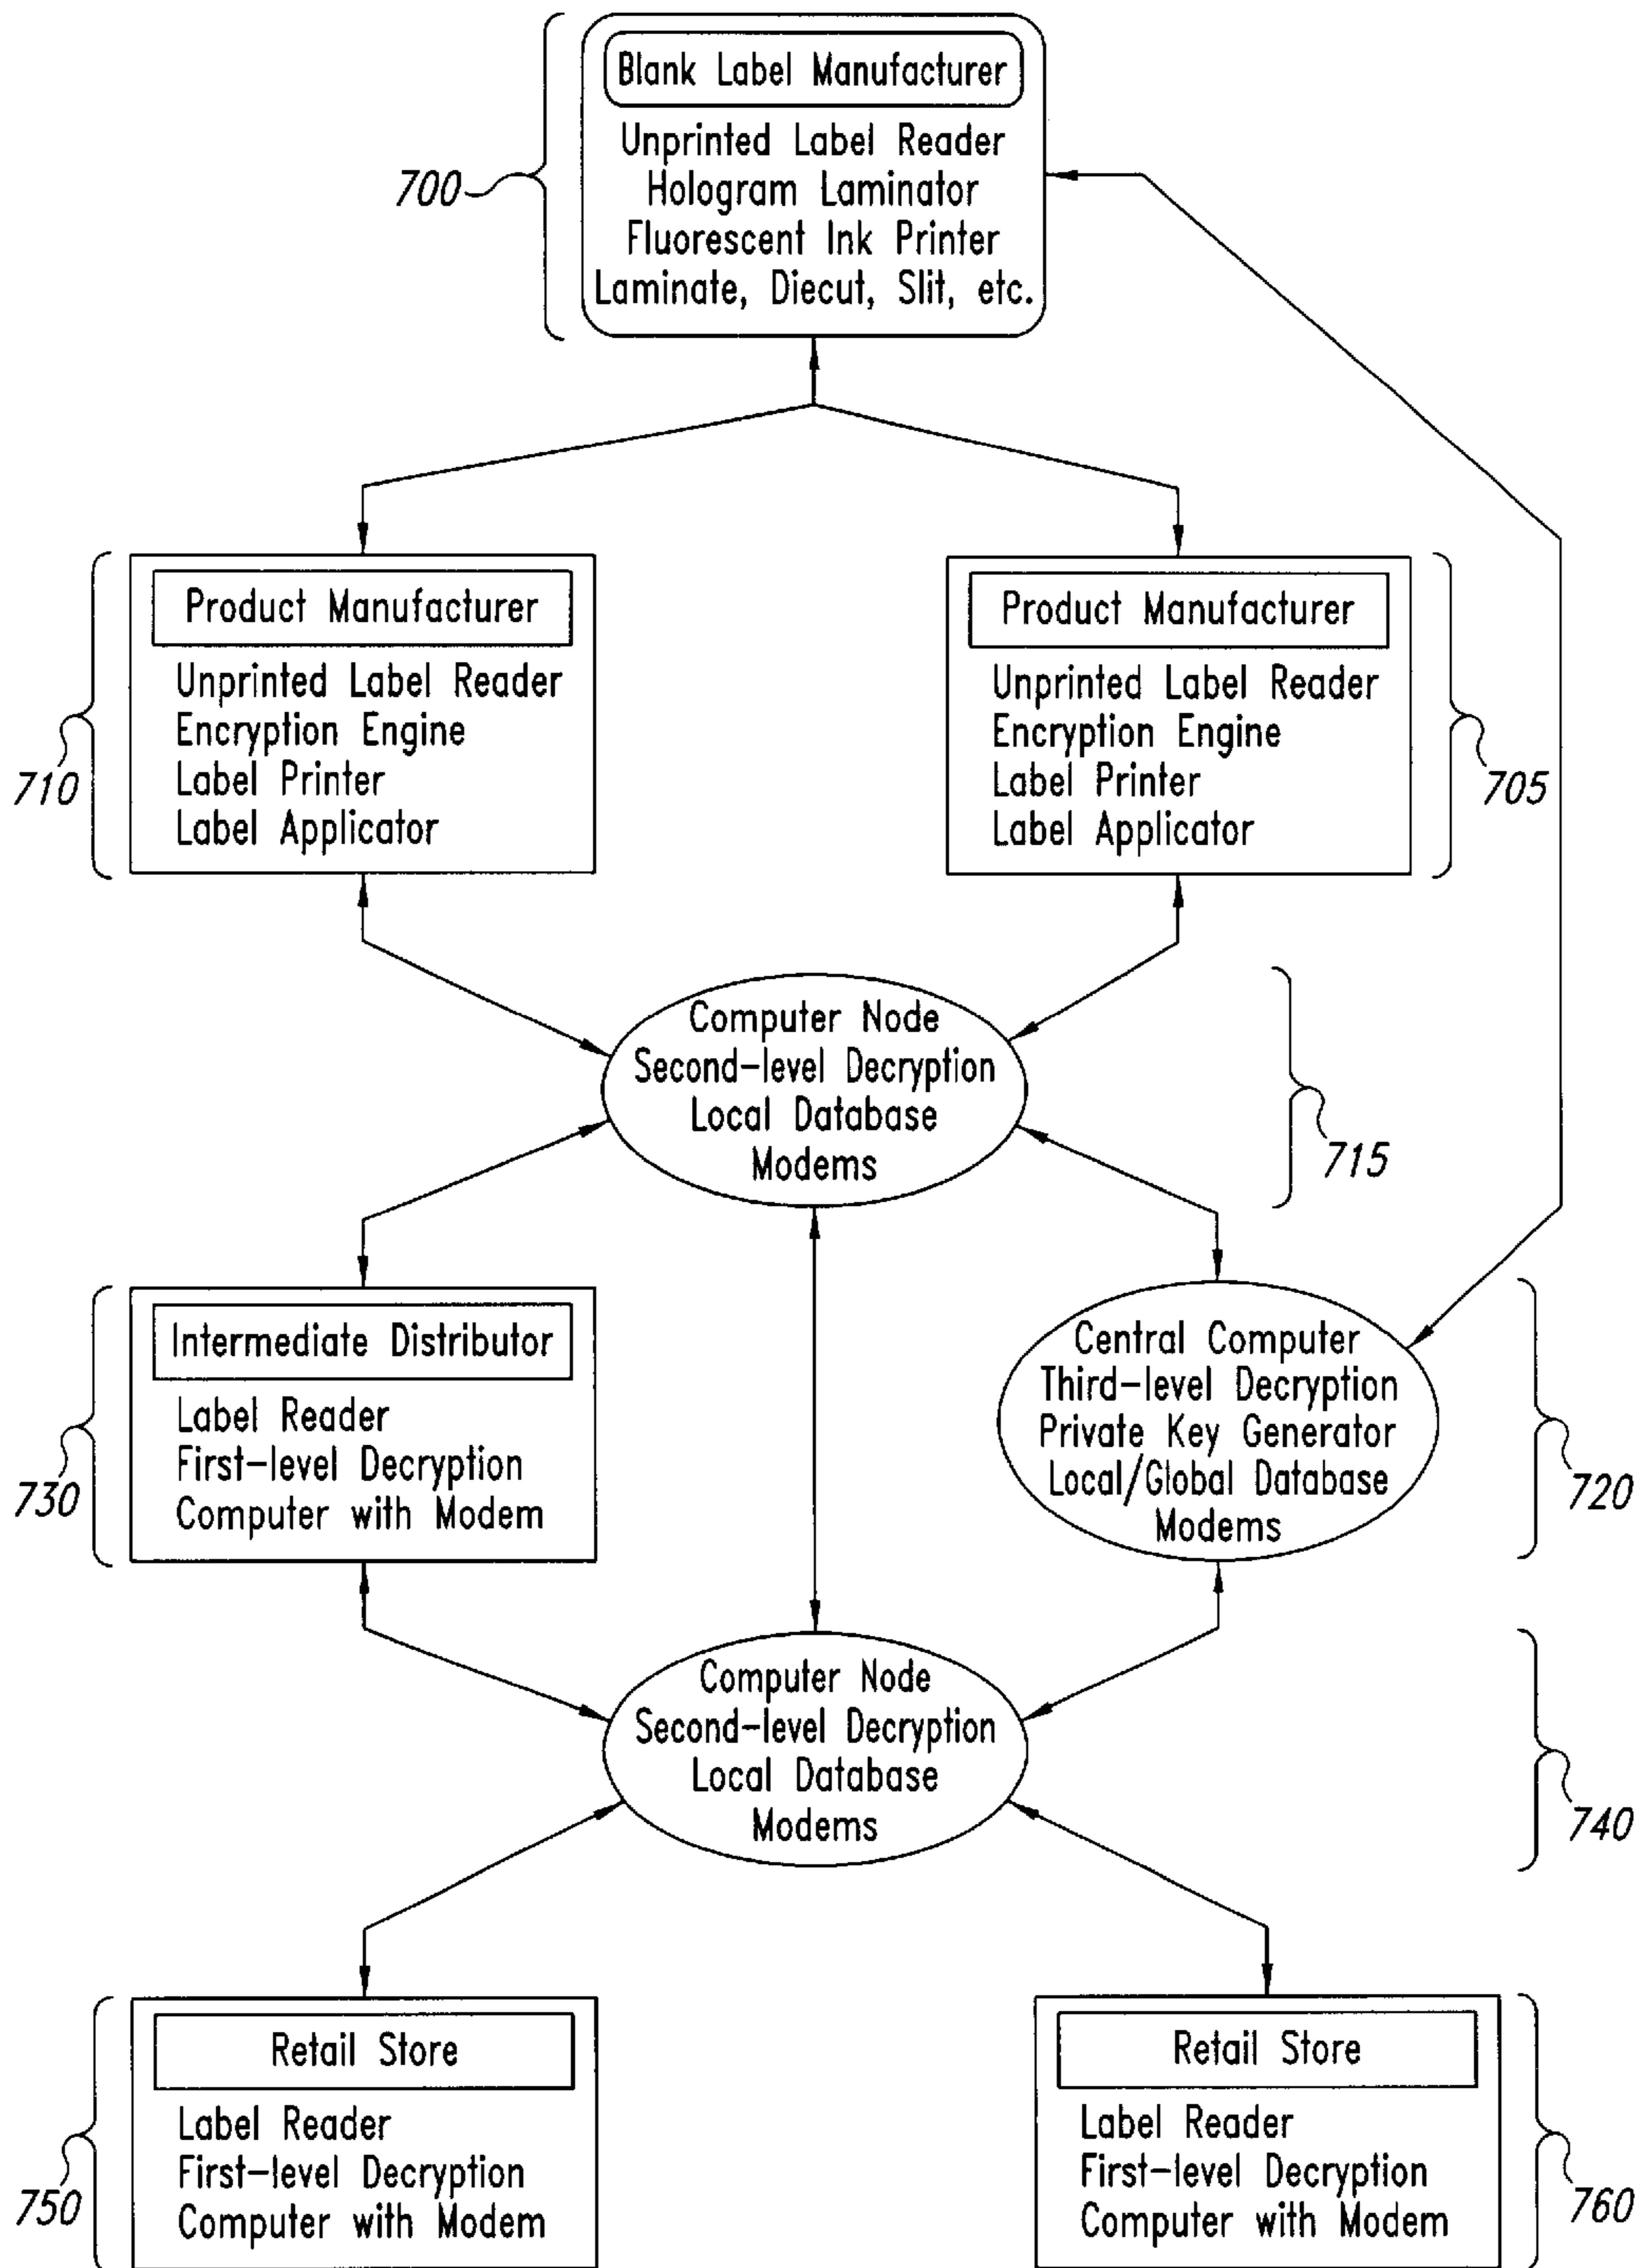 Blank Label Manufacturer
Unprinted Label Reader
Hologram Laminator
Fluorescent Ink Printer
Laminate, Diecut, Slit, etc.
700
Product Manufacturer
Unprinted Label Reader
Encryption Engine
Label Printer
Label Applicator
710
Product Manufacturer
Unprinted Label Reader
Encryption Engine
Label Printer
Label Applicator
705
Computer Node
Second-level Decryption
Local Database
Modems
715
Intermediate Distributor
Label Reader
First-level Decryption
Computer with Modem
730
Central Computer
Third-level Decryption
Private Key Generator
Local/Global Database
Modems
720
Computer Node
Second-level Decryption
Local Database
Modems
740
Retail Store
Label Reader
First-level Decryption
Computer with Modem
750
Retail Store
Label Reader
First-level Decryption
Computer with Modem
760